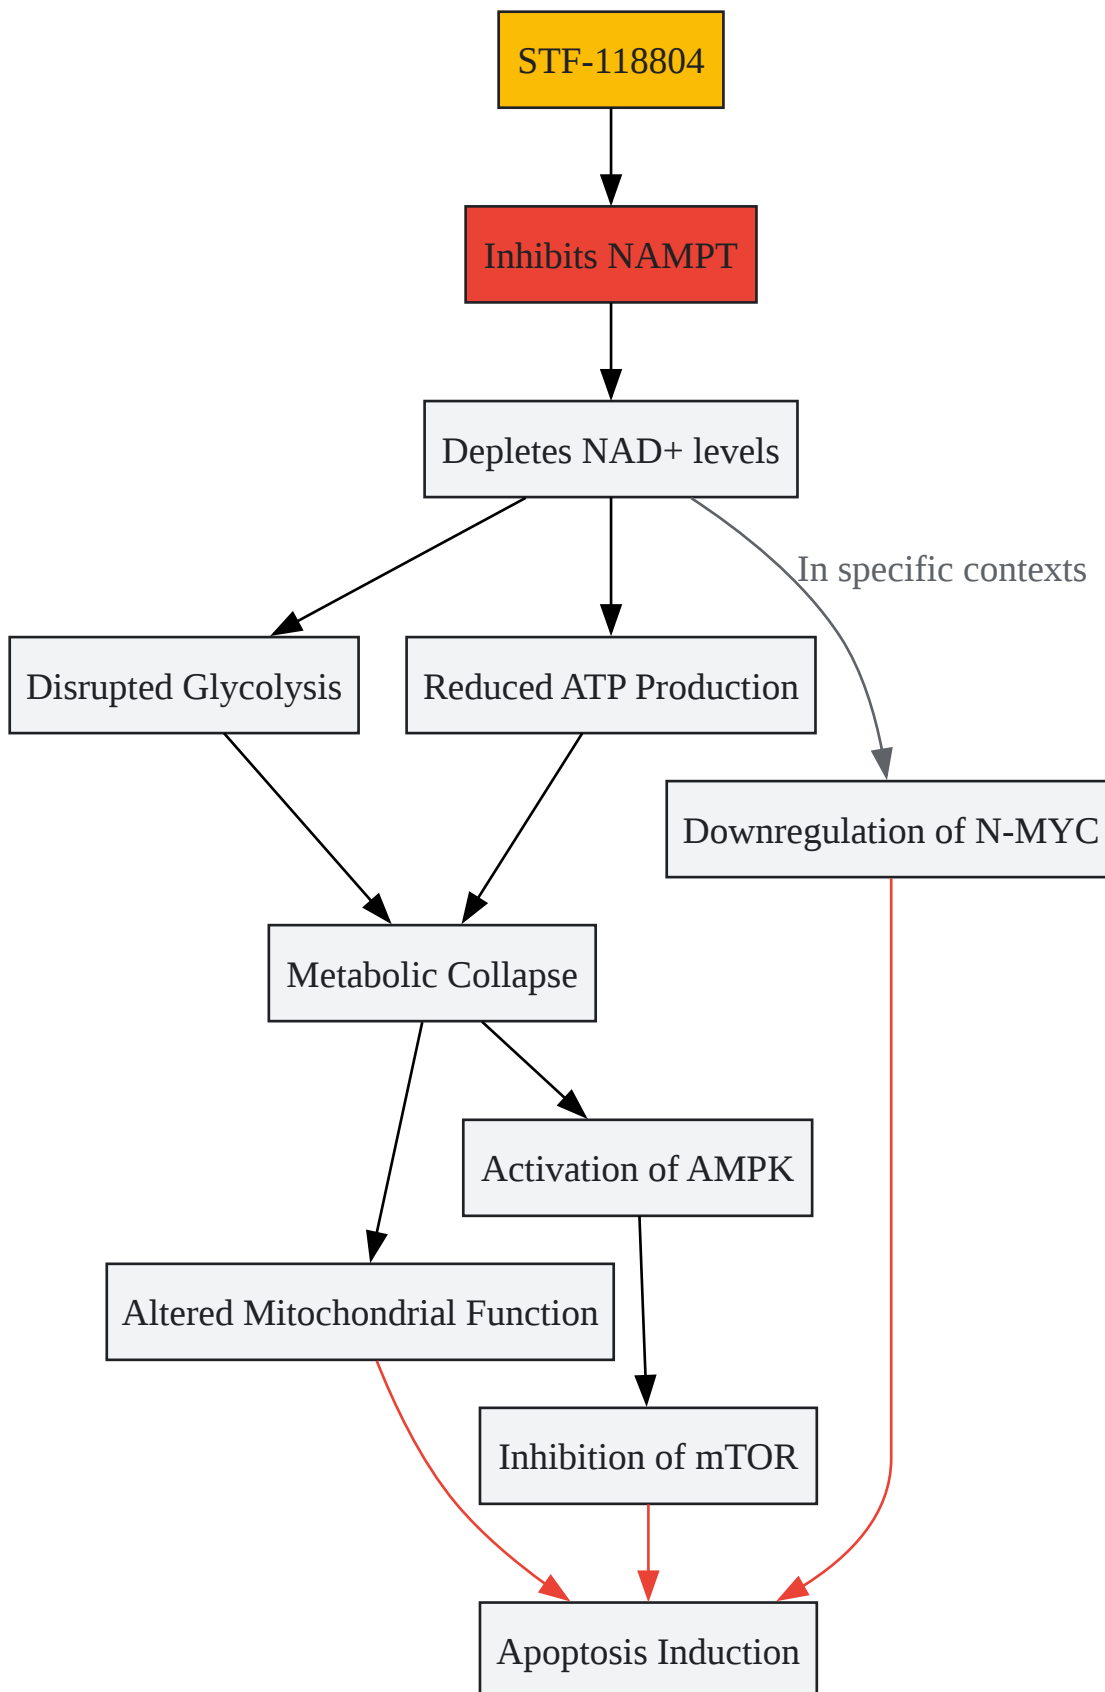 STF-118804
Inhibits NAMPT
Depletes NAD+ levels
In specific contexts
Disrupted Glycolysis
Reduced ATP Production
Downregulation of N-MYC
Metabolic Collapse
Activation of AMPK
Altered Mitochondrial Function
Inhibition of mTOR
Apoptosis Induction